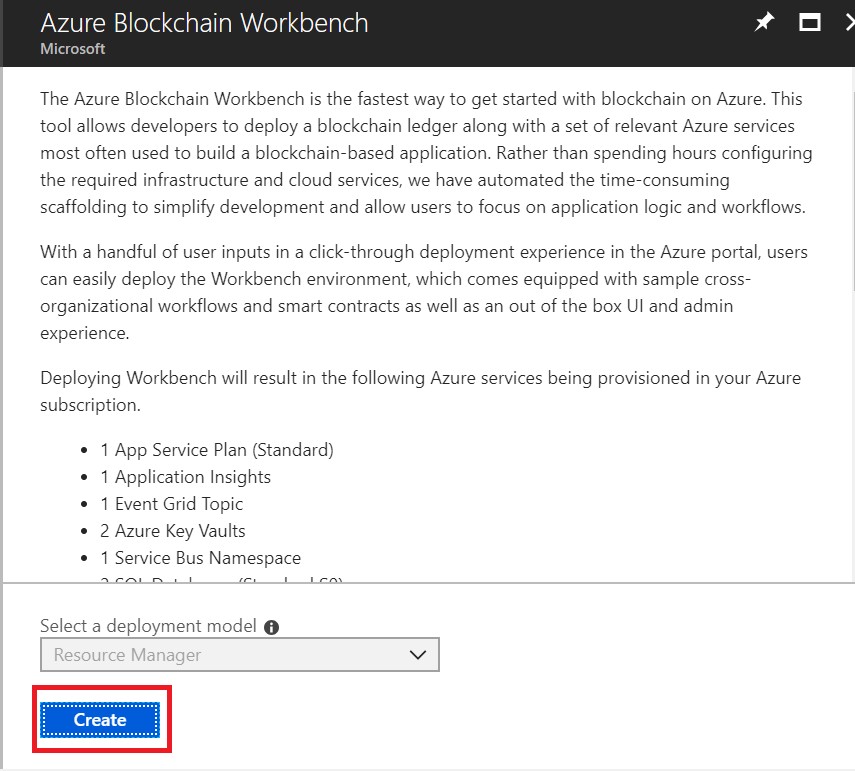 Azure Blockchain Workbench
Microsoft
The Azure Blockchain Workbench is the fastest way to get started with blockchain on Azure. This
tool allows developers to deploy a blockchain ledger along with a set of relevant Azure services
most often used to build a blockchain-based application. Rather than spending hours configuring
the required infrastructure and cloud services, we have automated the time-consuming
scaffolding to simplify development and allow users to focus on application logic and workflows.
With a handful of user inputs in a click-through deployment experience in the Azure portal, users
can easily deploy the Workbench environment, which comes equipped with sample cross-
organizational workflows and smart contracts as well as an out of the box UI and admin
experience.
Deploying Workbench will result in the following Azure services being provisioned in your Azure
subscription.
• 1 App Service Plan (Standard)
• 1 Application Insights
• 1 Event Grid Topic
• 2 Azure Key Vaults
• 1 Service Bus Namespace
Select a deployment model
Resource Manager
Create